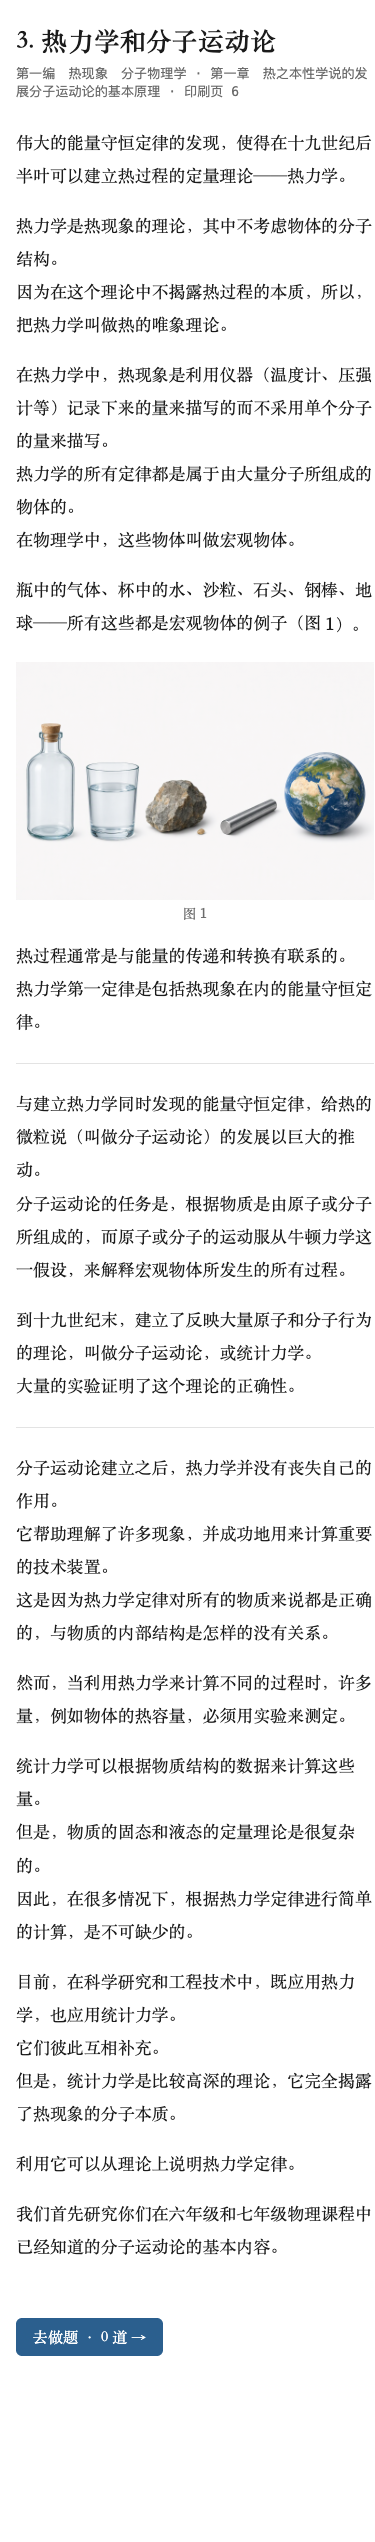 3. 热力学和分子运动论
第一编　热现象　分子物理学 · 第一章　热之本性学说的发
展分子运动论的基本原理 · 印刷页 6
伟大的能量守恒定律的发现，使得在十九世纪后
半叶可以建立热过程的定量理论——热力学。
热力学是热现象的理论，其中不考虑物体的分子
结构。
因为在这个理论中不揭露热过程的本质，所以，
把热力学叫做热的唯象理论。
在热力学中，热现象是利用仪器（温度计、压强
计等）记录下来的量来描写的而不采用单个分子
的量来描写。
热力学的所有定律都是属于由大量分子所组成的
物体的。
在物理学中，这些物体叫做宏观物体。
瓶中的气体、杯中的水、沙粒、石头、钢棒、地
球——所有这些都是宏观物体的例子（图 1）。
图 1
热过程通常是与能量的传递和转换有联系的。
热力学第一定律是包括热现象在内的能量守恒定
律。
与建立热力学同时发现的能量守恒定律，给热的
微粒说（叫做分子运动论）的发展以巨大的推
动。
分子运动论的任务是，根据物质是由原子或分子
所组成的，而原子或分子的运动服从牛顿力学这
一假设，来解释宏观物体所发生的所有过程。
到十九世纪末，建立了反映大量原子和分子行为
的理论，叫做分子运动论，或统计力学。
大量的实验证明了这个理论的正确性。
分子运动论建立之后，热力学并没有丧失自己的
作用。
它帮助理解了许多现象，并成功地用来计算重要
的技术装置。
这是因为热力学定律对所有的物质来说都是正确
的，与物质的内部结构是怎样的没有关系。
然而，当利用热力学来计算不同的过程时，许多
量，例如物体的热容量，必须用实验来测定。
统计力学可以根据物质结构的数据来计算这些
量。
但是，物质的固态和液态的定量理论是很复杂
的。
因此，在很多情况下，根据热力学定律进行简单
的计算，是不可缺少的。
目前，在科学研究和工程技术中，既应用热力
学，也应用统计力学。
它们彼此互相补充。
但是，统计力学是比较高深的理论，它完全揭露
了热现象的分子本质。
利用它可以从理论上说明热力学定律。
我们首先研究你们在六年级和七年级物理课程中
已经知道的分子运动论的基本内容。
去做题 · 0 道 →